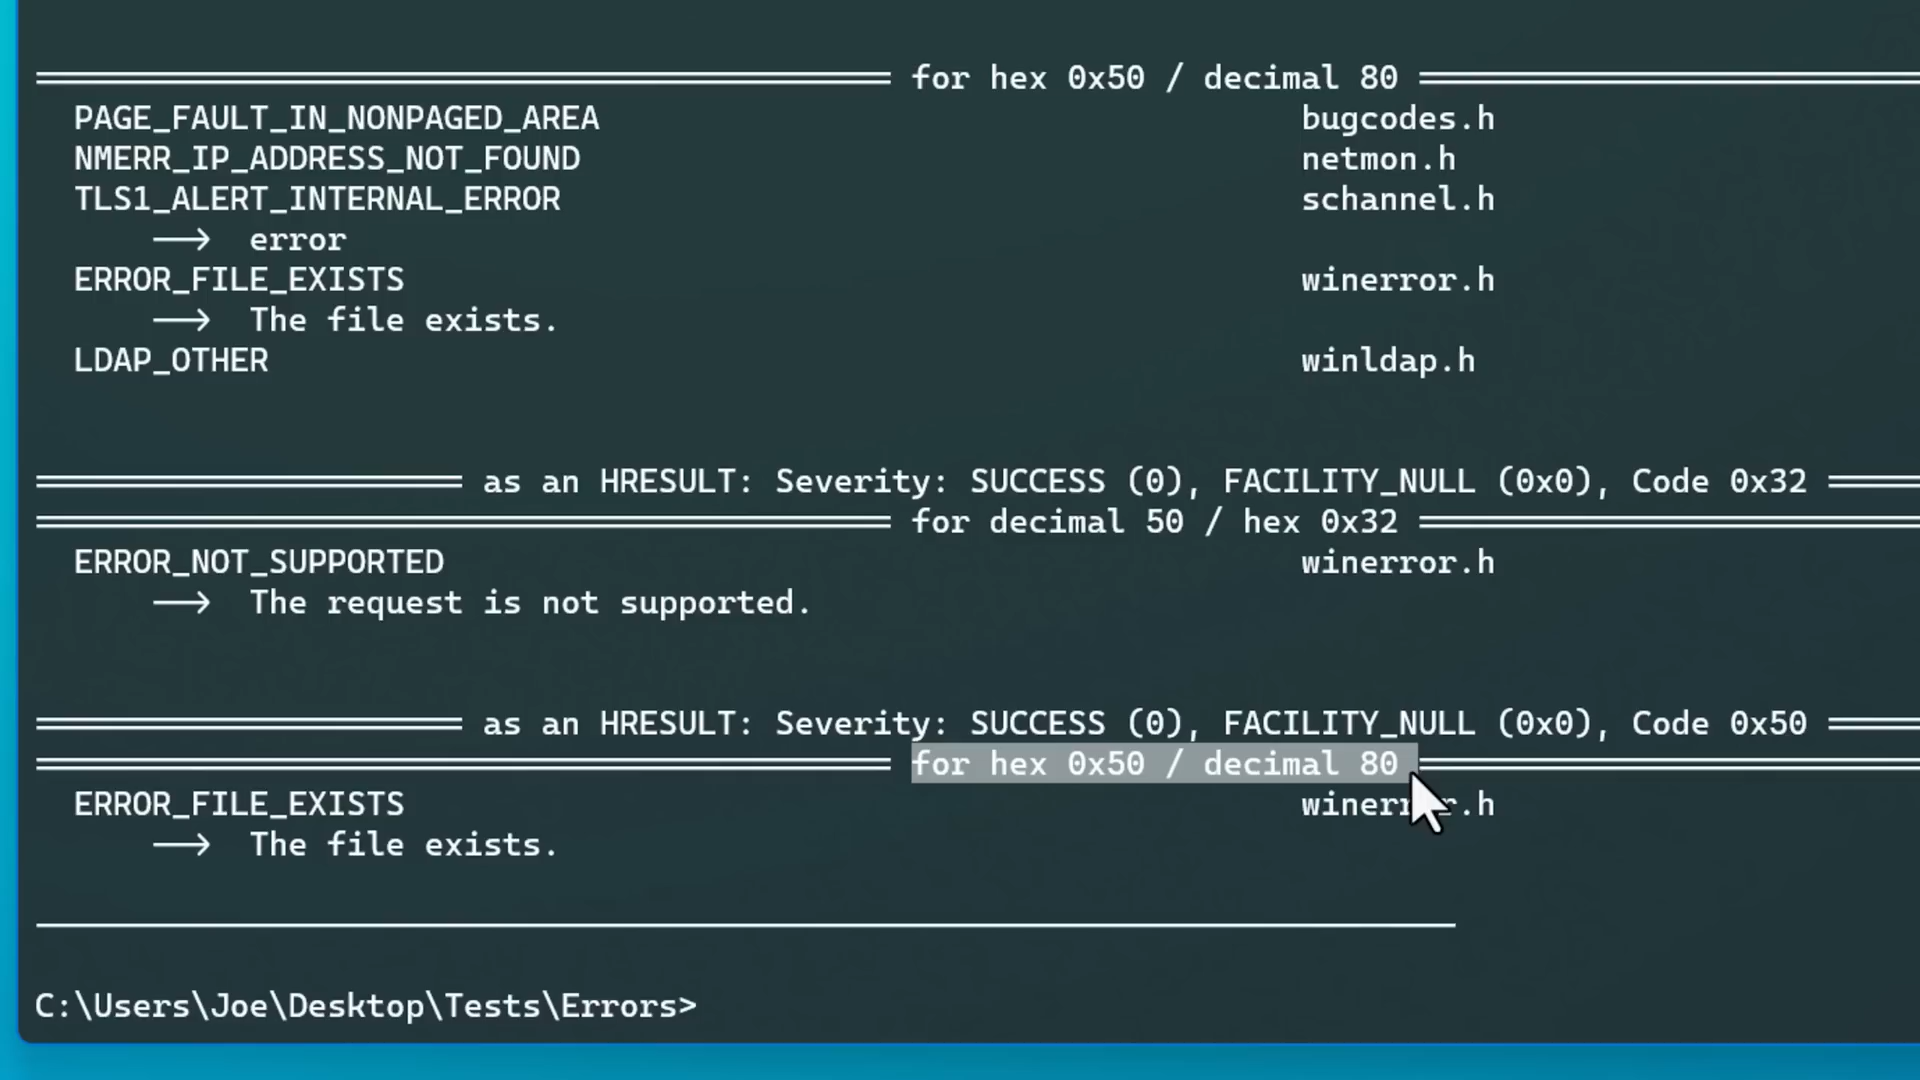 for hex 0x50 / decimal 80
PAGE_FAULT_IN_NONPAGED_AREA bugcodes.h
NMERR_IP_ADDRESS_NOT_FOUND netmon.h
TLS1_ALERT_INTERNAL_ERROR schannel.h
⟶ error
ERROR_FILE_EXISTS winerror.h
⟶ The file exists.
LDAP_OTHER winldap.h
as an HRESULT: Severity: SUCCESS (0), FACILITY_NULL (0x0), Code 0x32
for decimal 50 / hex 0x32
ERROR_NOT_SUPPORTED winerror.h
⟶ The request is not supported.
as an HRESULT: Severity: SUCCESS (0), FACILITY_NULL (0x0), Code 0x50
for hex 0x50 / decimal 80
ERROR_FILE_EXISTS winerror.h
⟶ The file exists.
C:\Users\Joe\Desktop\Tests\Errors>